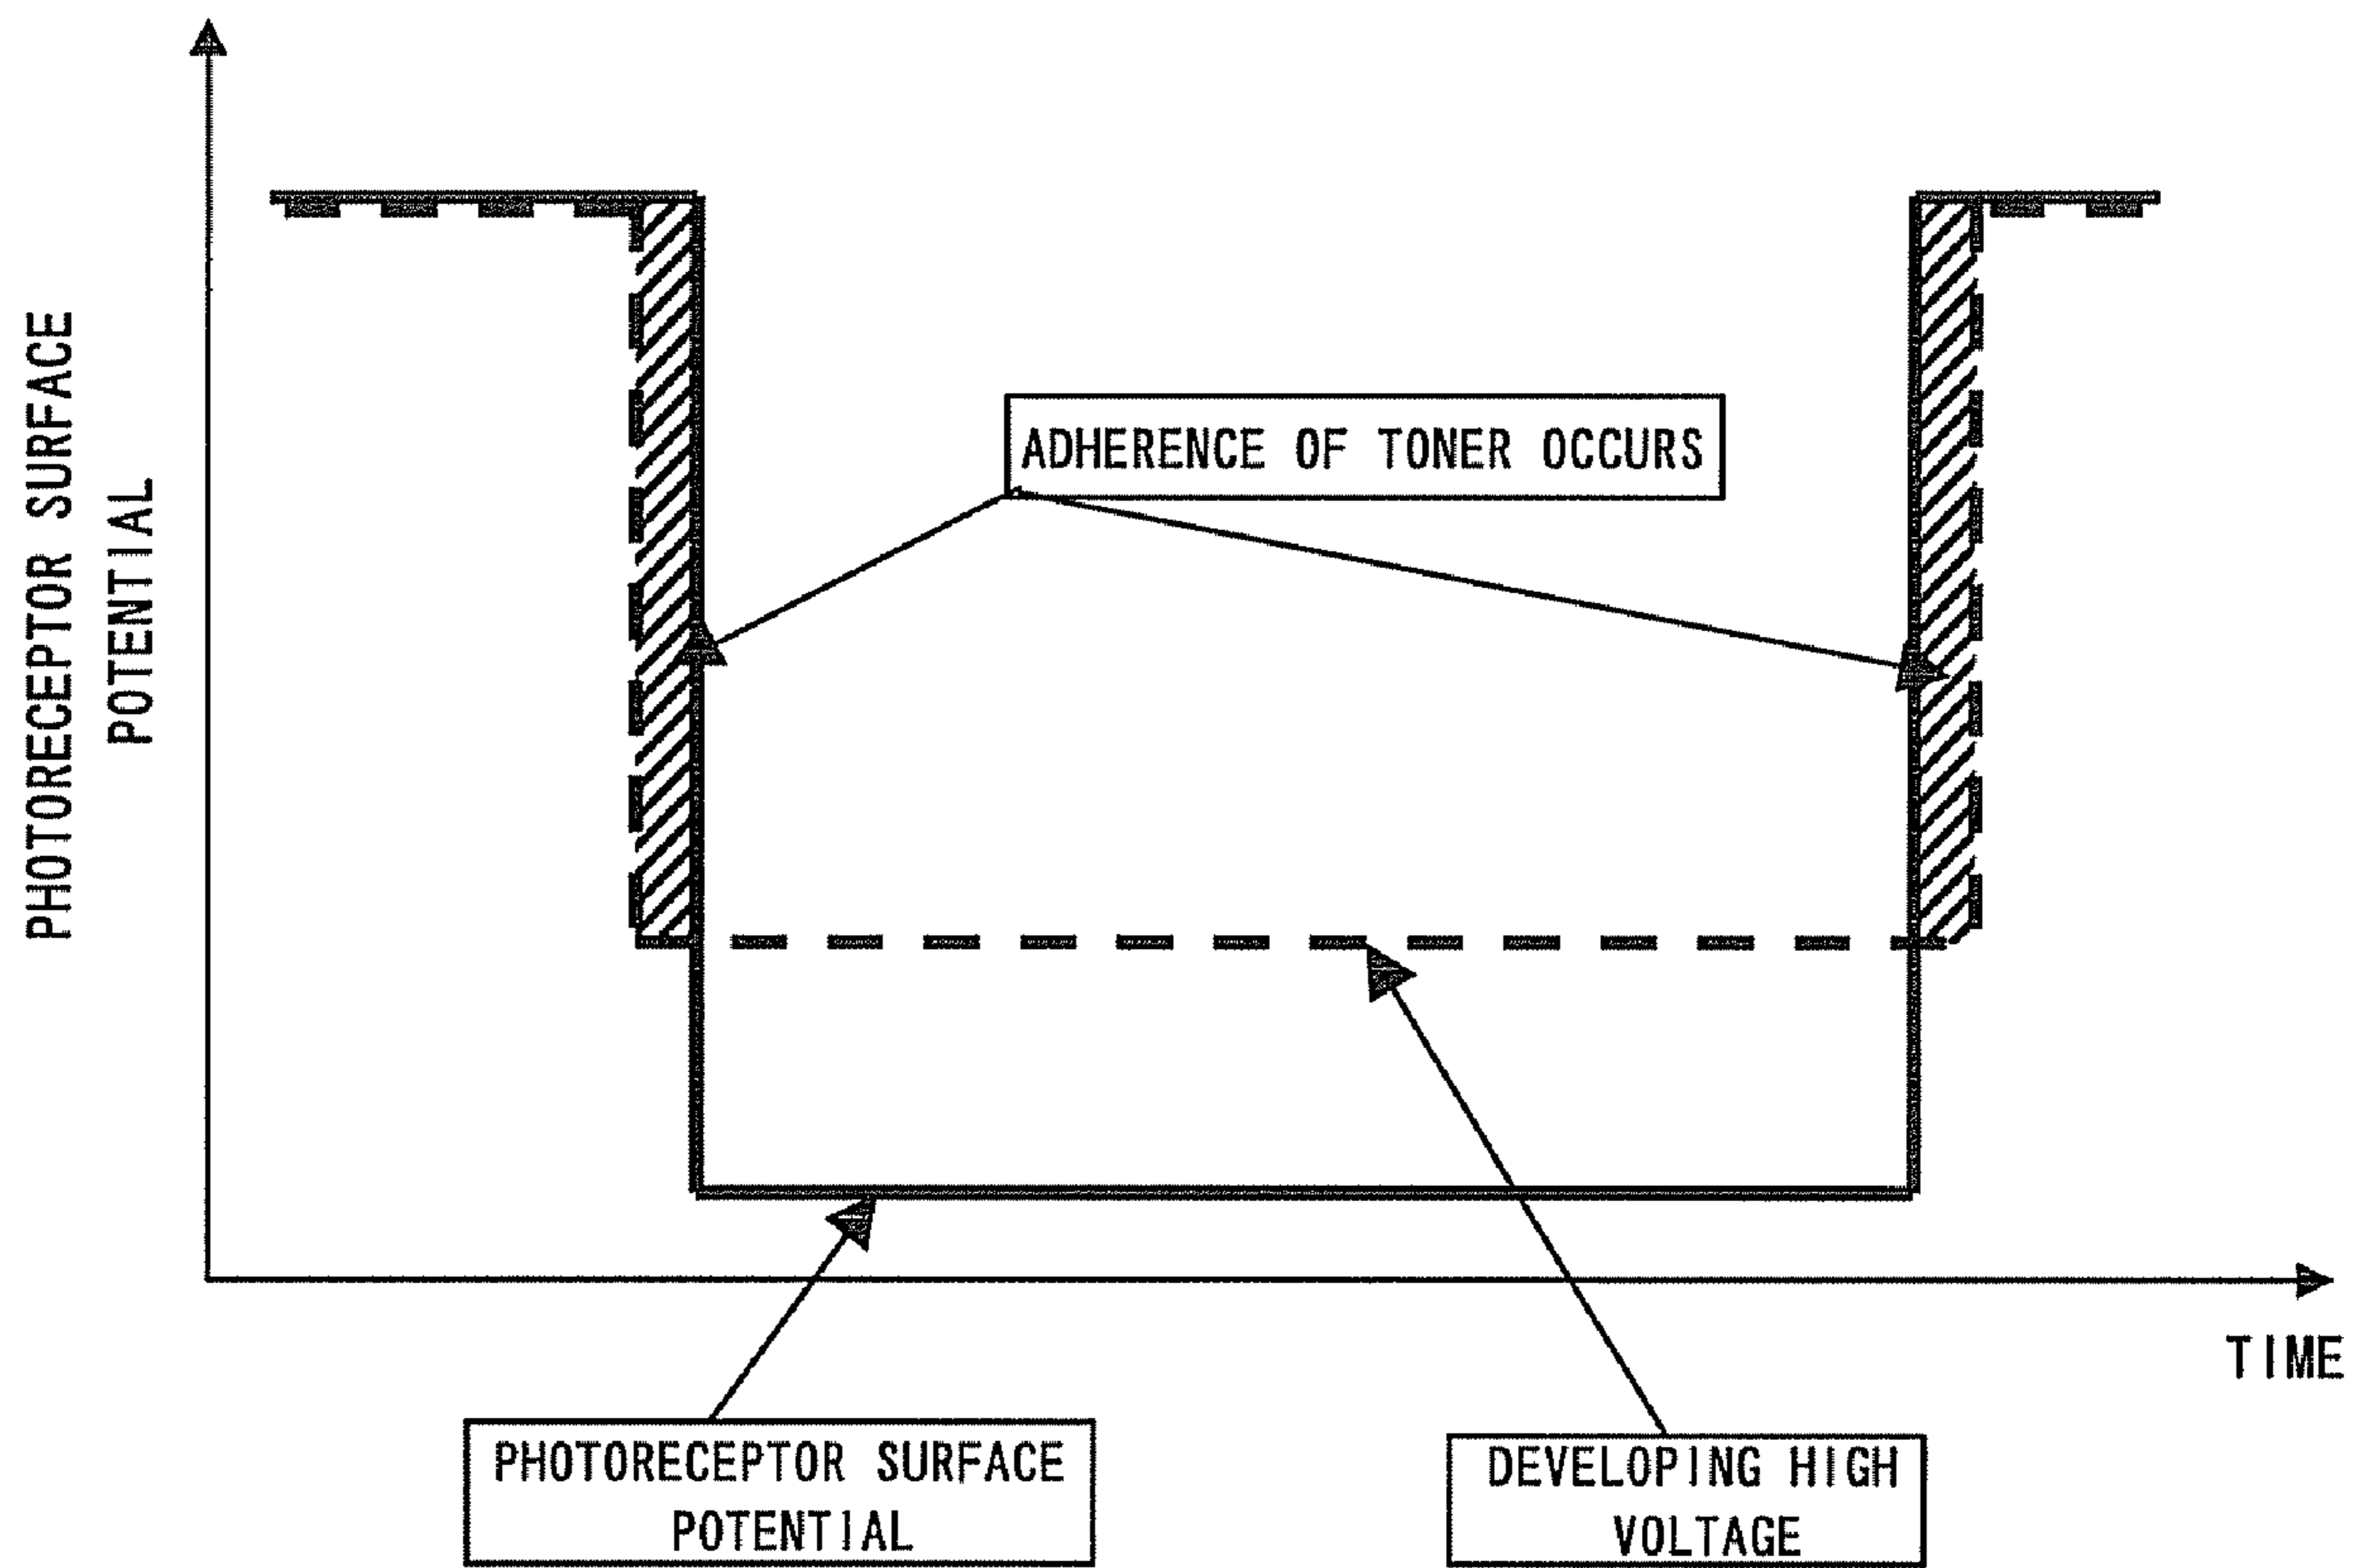 PHOTORECEPTOR SURFACE
POTENTIAL
ADHERENCE OF TONER OCCURS
TIME
PHOTORECEPTOR SURFACE
POTENTIAL
DEVELOPING HIGH
VOLTAGE